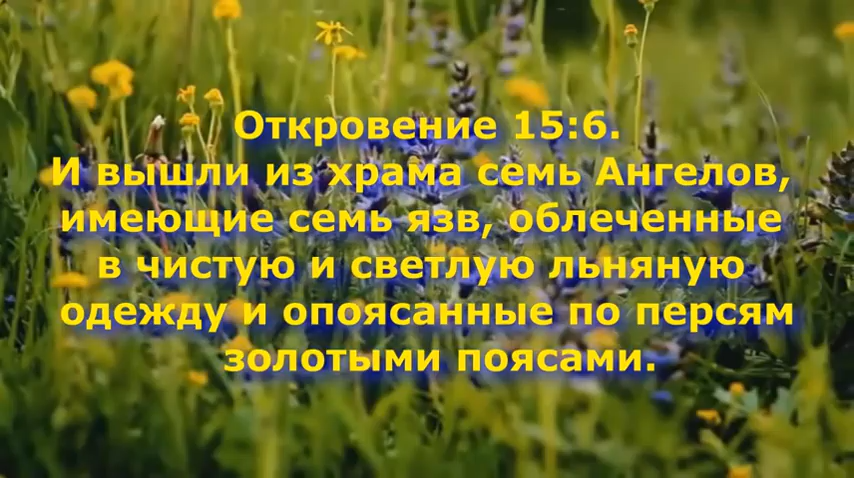 Откровение 15:6.
И вышли из храма семь Ангелов,
имеющие семь язв, облеченные
в чистую и светлую льняную
одежду и опоясанные по персям
золотыми поясами.